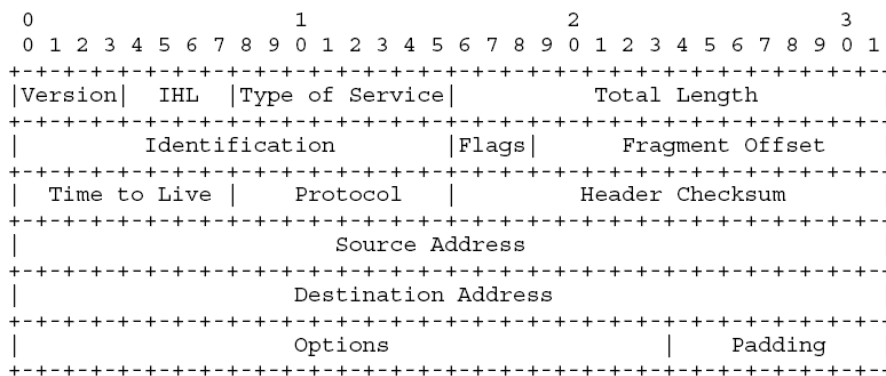 0                   1                   2                   3
 0 1 2 3 4 5 6 7 8 9 0 1 2 3 4 5 6 7 8 9 0 1 2 3 4 5 6 7 8 9 0 1
+-+-+-+-+-+-+-+-+-+-+-+-+-+-+-+-+-+-+-+-+-+-+-+-+-+-+-+-+-+-+-+-
|Version|  IHL  |Type of Service|          Total Length         |
+-+-+-+-+-+-+-+-+-+-+-+-+-+-+-+-+-+-+-+-+-+-+-+-+-+-+-+-+-+-+-+-
|         Identification        |Flags|      Fragment Offset    |
+-+-+-+-+-+-+-+-+-+-+-+-+-+-+-+-+-+-+-+-+-+-+-+-+-+-+-+-+-+-+-+-
|  Time to Live |    Protocol   |         Header Checksum       |
+-+-+-+-+-+-+-+-+-+-+-+-+-+-+-+-+-+-+-+-+-+-+-+-+-+-+-+-+-+-+-+-
|                       Source Address                          |
+-+-+-+-+-+-+-+-+-+-+-+-+-+-+-+-+-+-+-+-+-+-+-+-+-+-+-+-+-+-+-+-
|                    Destination Address                        |
+-+-+-+-+-+-+-+-+-+-+-+-+-+-+-+-+-+-+-+-+-+-+-+-+-+-+-+-+-+-+-+-
|                    Options                    |    Padding    |
+-+-+-+-+-+-+-+-+-+-+-+-+-+-+-+-+-+-+-+-+-+-+-+-+-+-+-+-+-+-+-+-